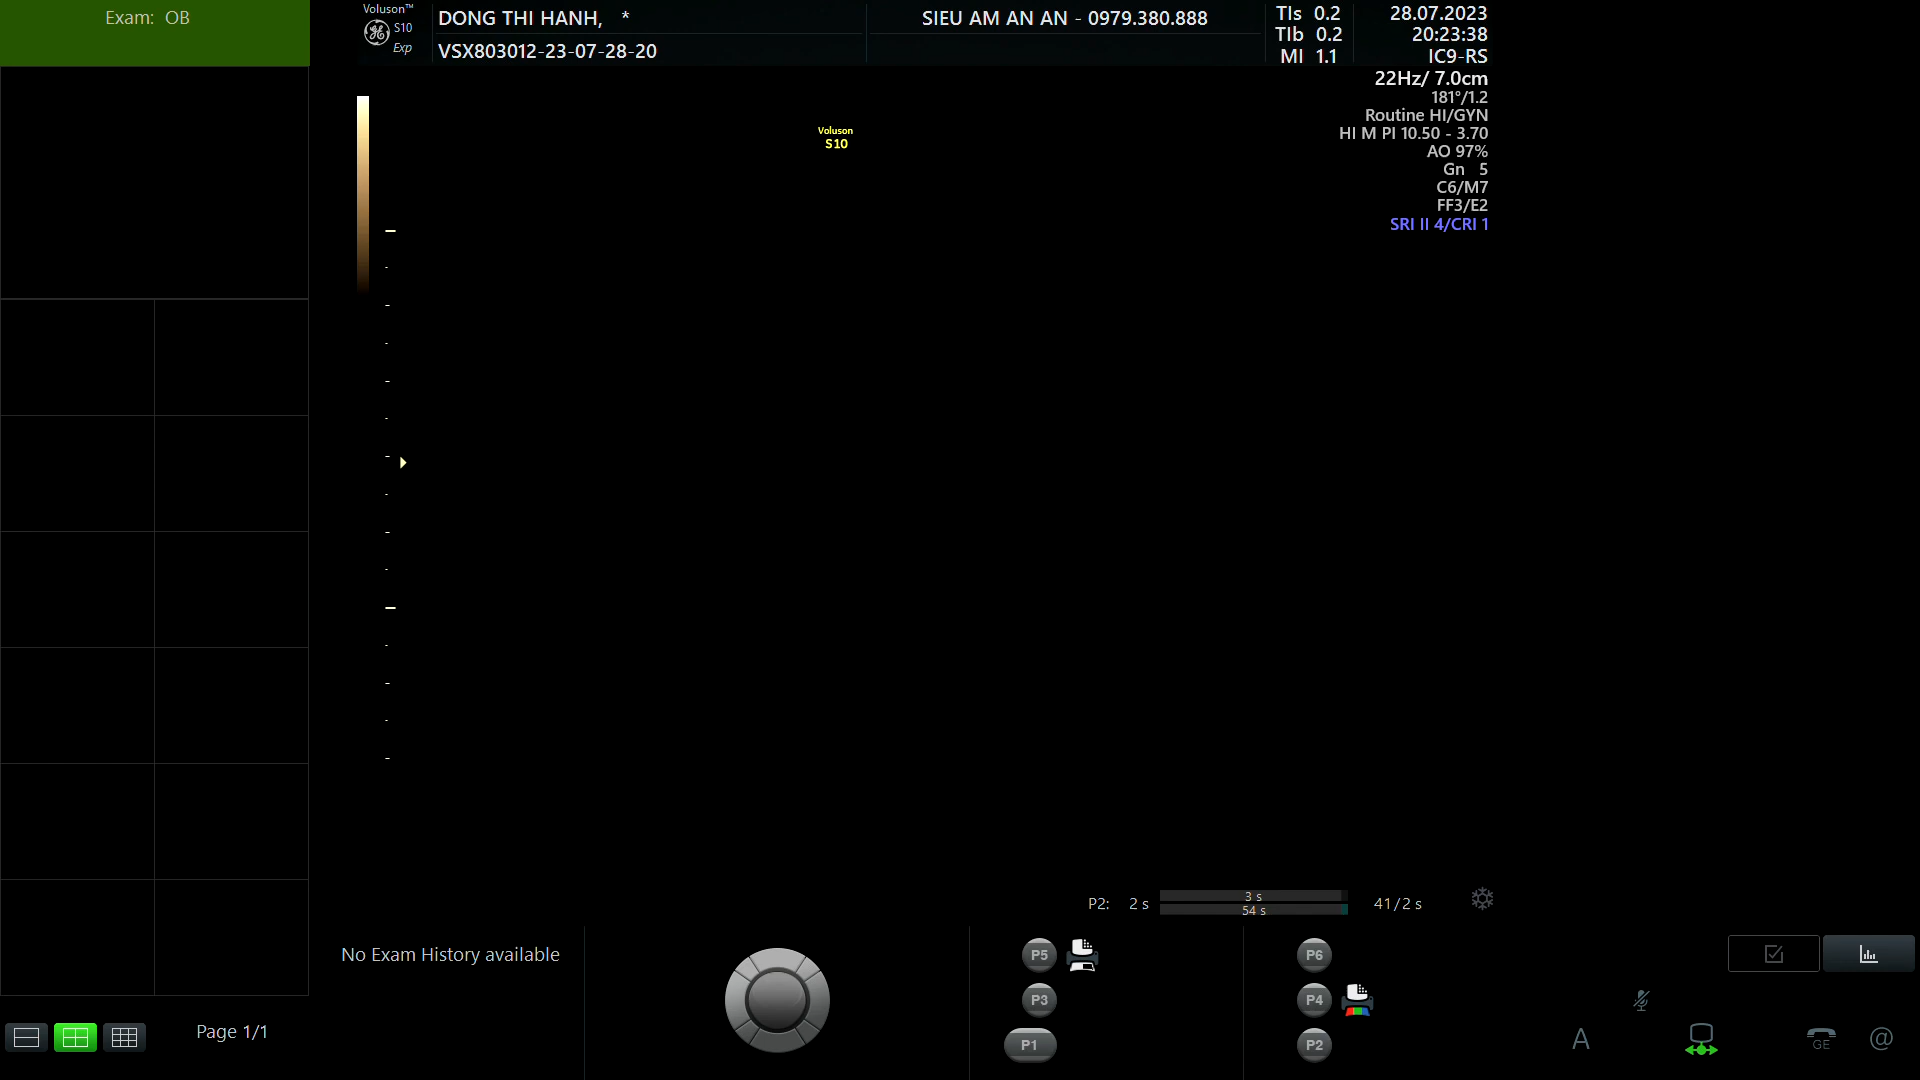 Exam: OB
Voluson™
S10
Exp
DONG THI HANH, *
VSX803012-23-07-28-20
SIEU AM AN AN - 0979.380.888
TIs 0.2
TIb 0.2
MI 1.1
28.07.2023
20:23:38
IC9-RS
22Hz/ 7.0cm
181°/1.2
Routine HI/GYN
HI M PI 10.50 - 3.70
AO 97%
Gn 5
C6/M7
FF3/E2
SRI II 4/CRI 1
Voluson
S10
P2: 2 s
3 s
54 s
41/2 s
No Exam History available
P5
P3
P1
P6
P4
P2
A
GE
@
Page 1/1